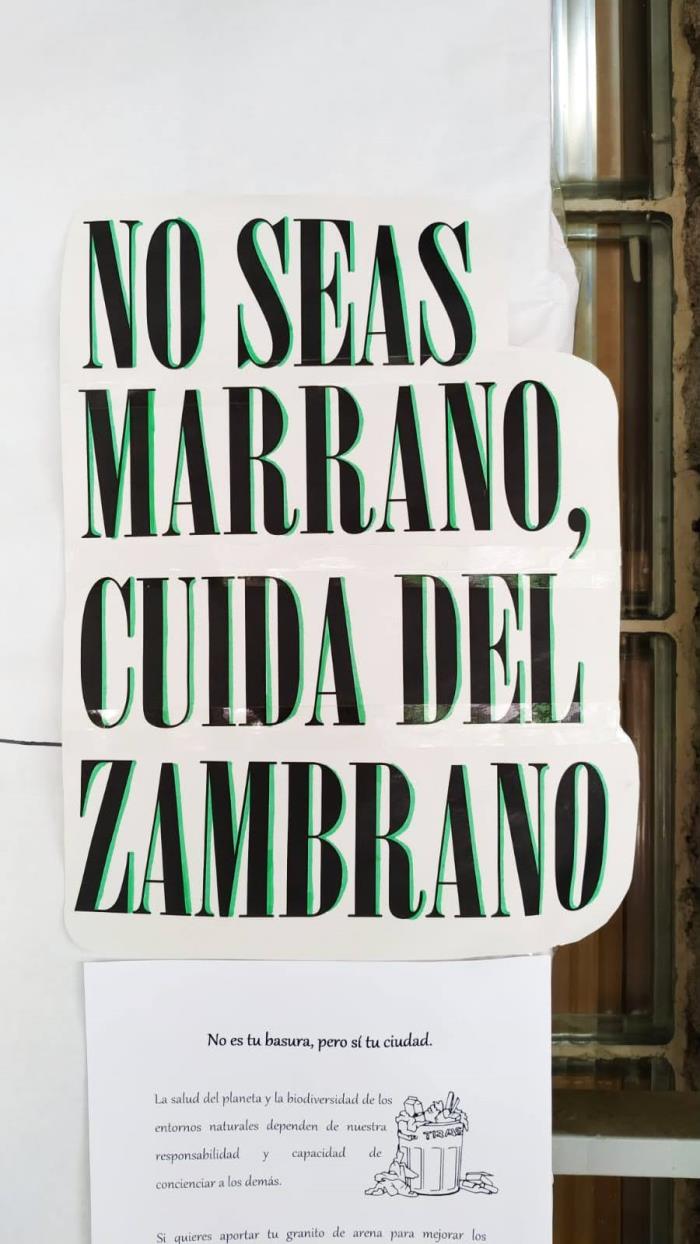 NO SEAS
MARRANO,
CUIDA DEL
ZAMBRANO
No es tu basura, pero sí tu ciudad.
La salud del planeta y la biodiversidad de los
entornos naturales dependen de nuestra
responsabilidad y capacidad de
concienciar a los demás.
TRASH
Si quieres aportar tu granito de arena para mejorar los